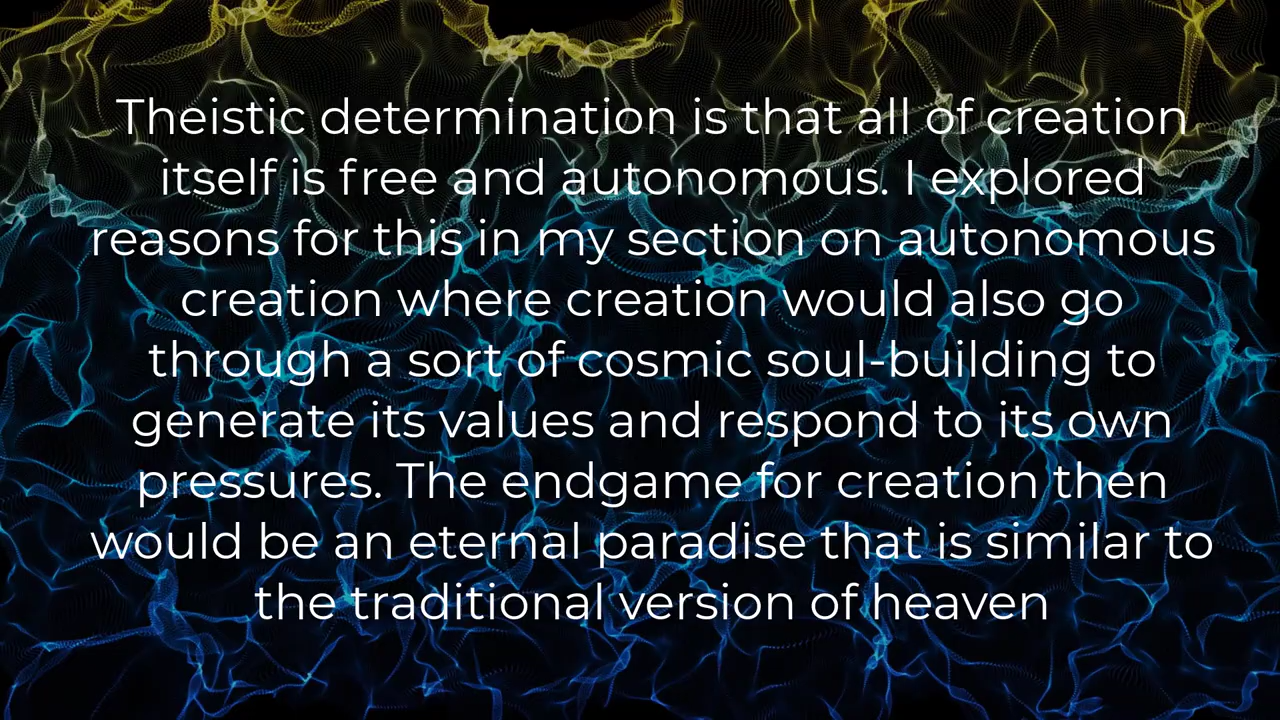 Theistic determination is that all of creation
itself is free and autonomous. I explored
reasons for this in my section on autonomous
creation where creation would also go
through a sort of cosmic soul-building to
generate its values and respond to its own
pressures. The endgame for creation then
would be an eternal paradise that is similar to
the traditional version of heaven